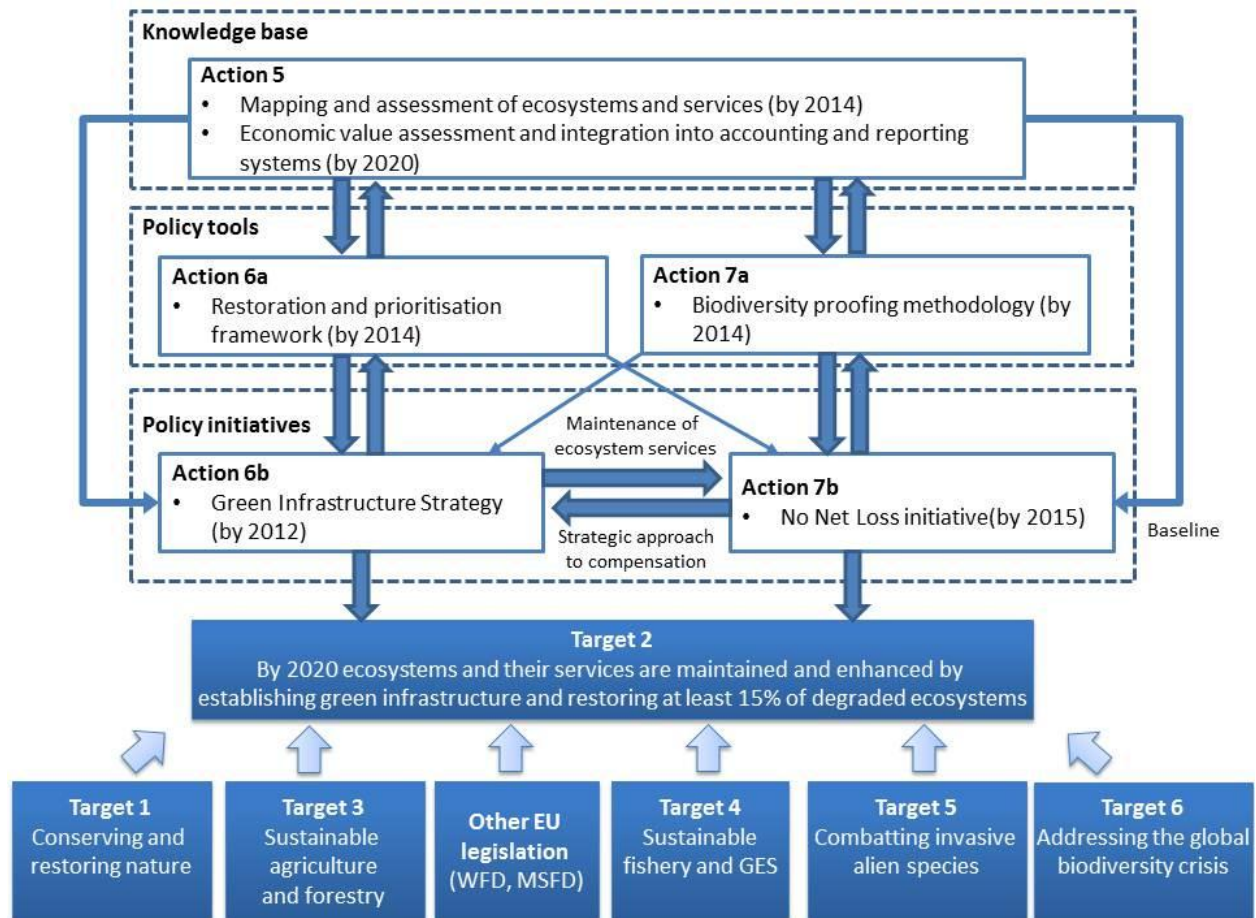 Knowledge base
Action 5
• Mapping and assessment of ecosystems and services (by 2014)
• Economic value assessment and integration into accounting and reporting
systems (by 2020)
Policy tools
Action 6a
• Restoration and prioritisation
framework (by 2014)
Action 7a
• Biodiversity proofing methodology (by
2014)
Policy initiatives
Maintenance of
ecosystem services
Action 6b
• Green Infrastructure Strategy
(by 2012)
Action 7b
• No Net Loss initiative(by 2015)
Strategic approach
to compensation
Baseline
Target 2
By 2020 ecosystems and their services are maintained and enhanced by
establishing green infrastructure and restoring at least 15% of degraded ecosystems
Target 1
Conserving and
restoring nature
Target 3
Sustainable
agriculture
and forestry
Other EU
legislation
(WFD, MSFD)
Target 4
Sustainable
fishery and GES
Target 5
Combatting invasive
alien species
Target 6
Addressing the global
biodiversity crisis